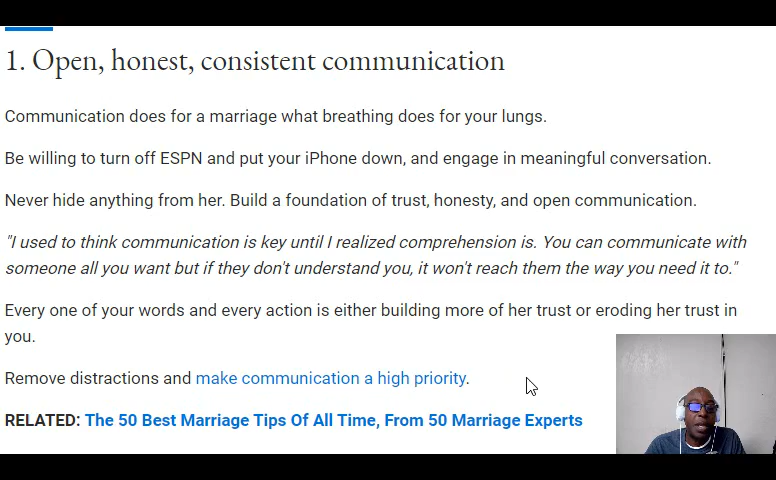 1. Open, honest, consistent communication
Communication does for a marriage what breathing does for your lungs.
Be willing to turn off ESPN and put your iPhone down, and engage in meaningful conversation.
Never hide anything from her. Build a foundation of trust, honesty, and open communication.
"I used to think communication is key until I realized comprehension is. You can communicate with
someone all you want but if they don't understand you, it won't reach them the way you need it to."
Every one of your words and every action is either building more of her trust or eroding her trust in
you.
Remove distractions and make communication a high priority.
RELATED: The 50 Best Marriage Tips Of All Time, From 50 Marriage Experts